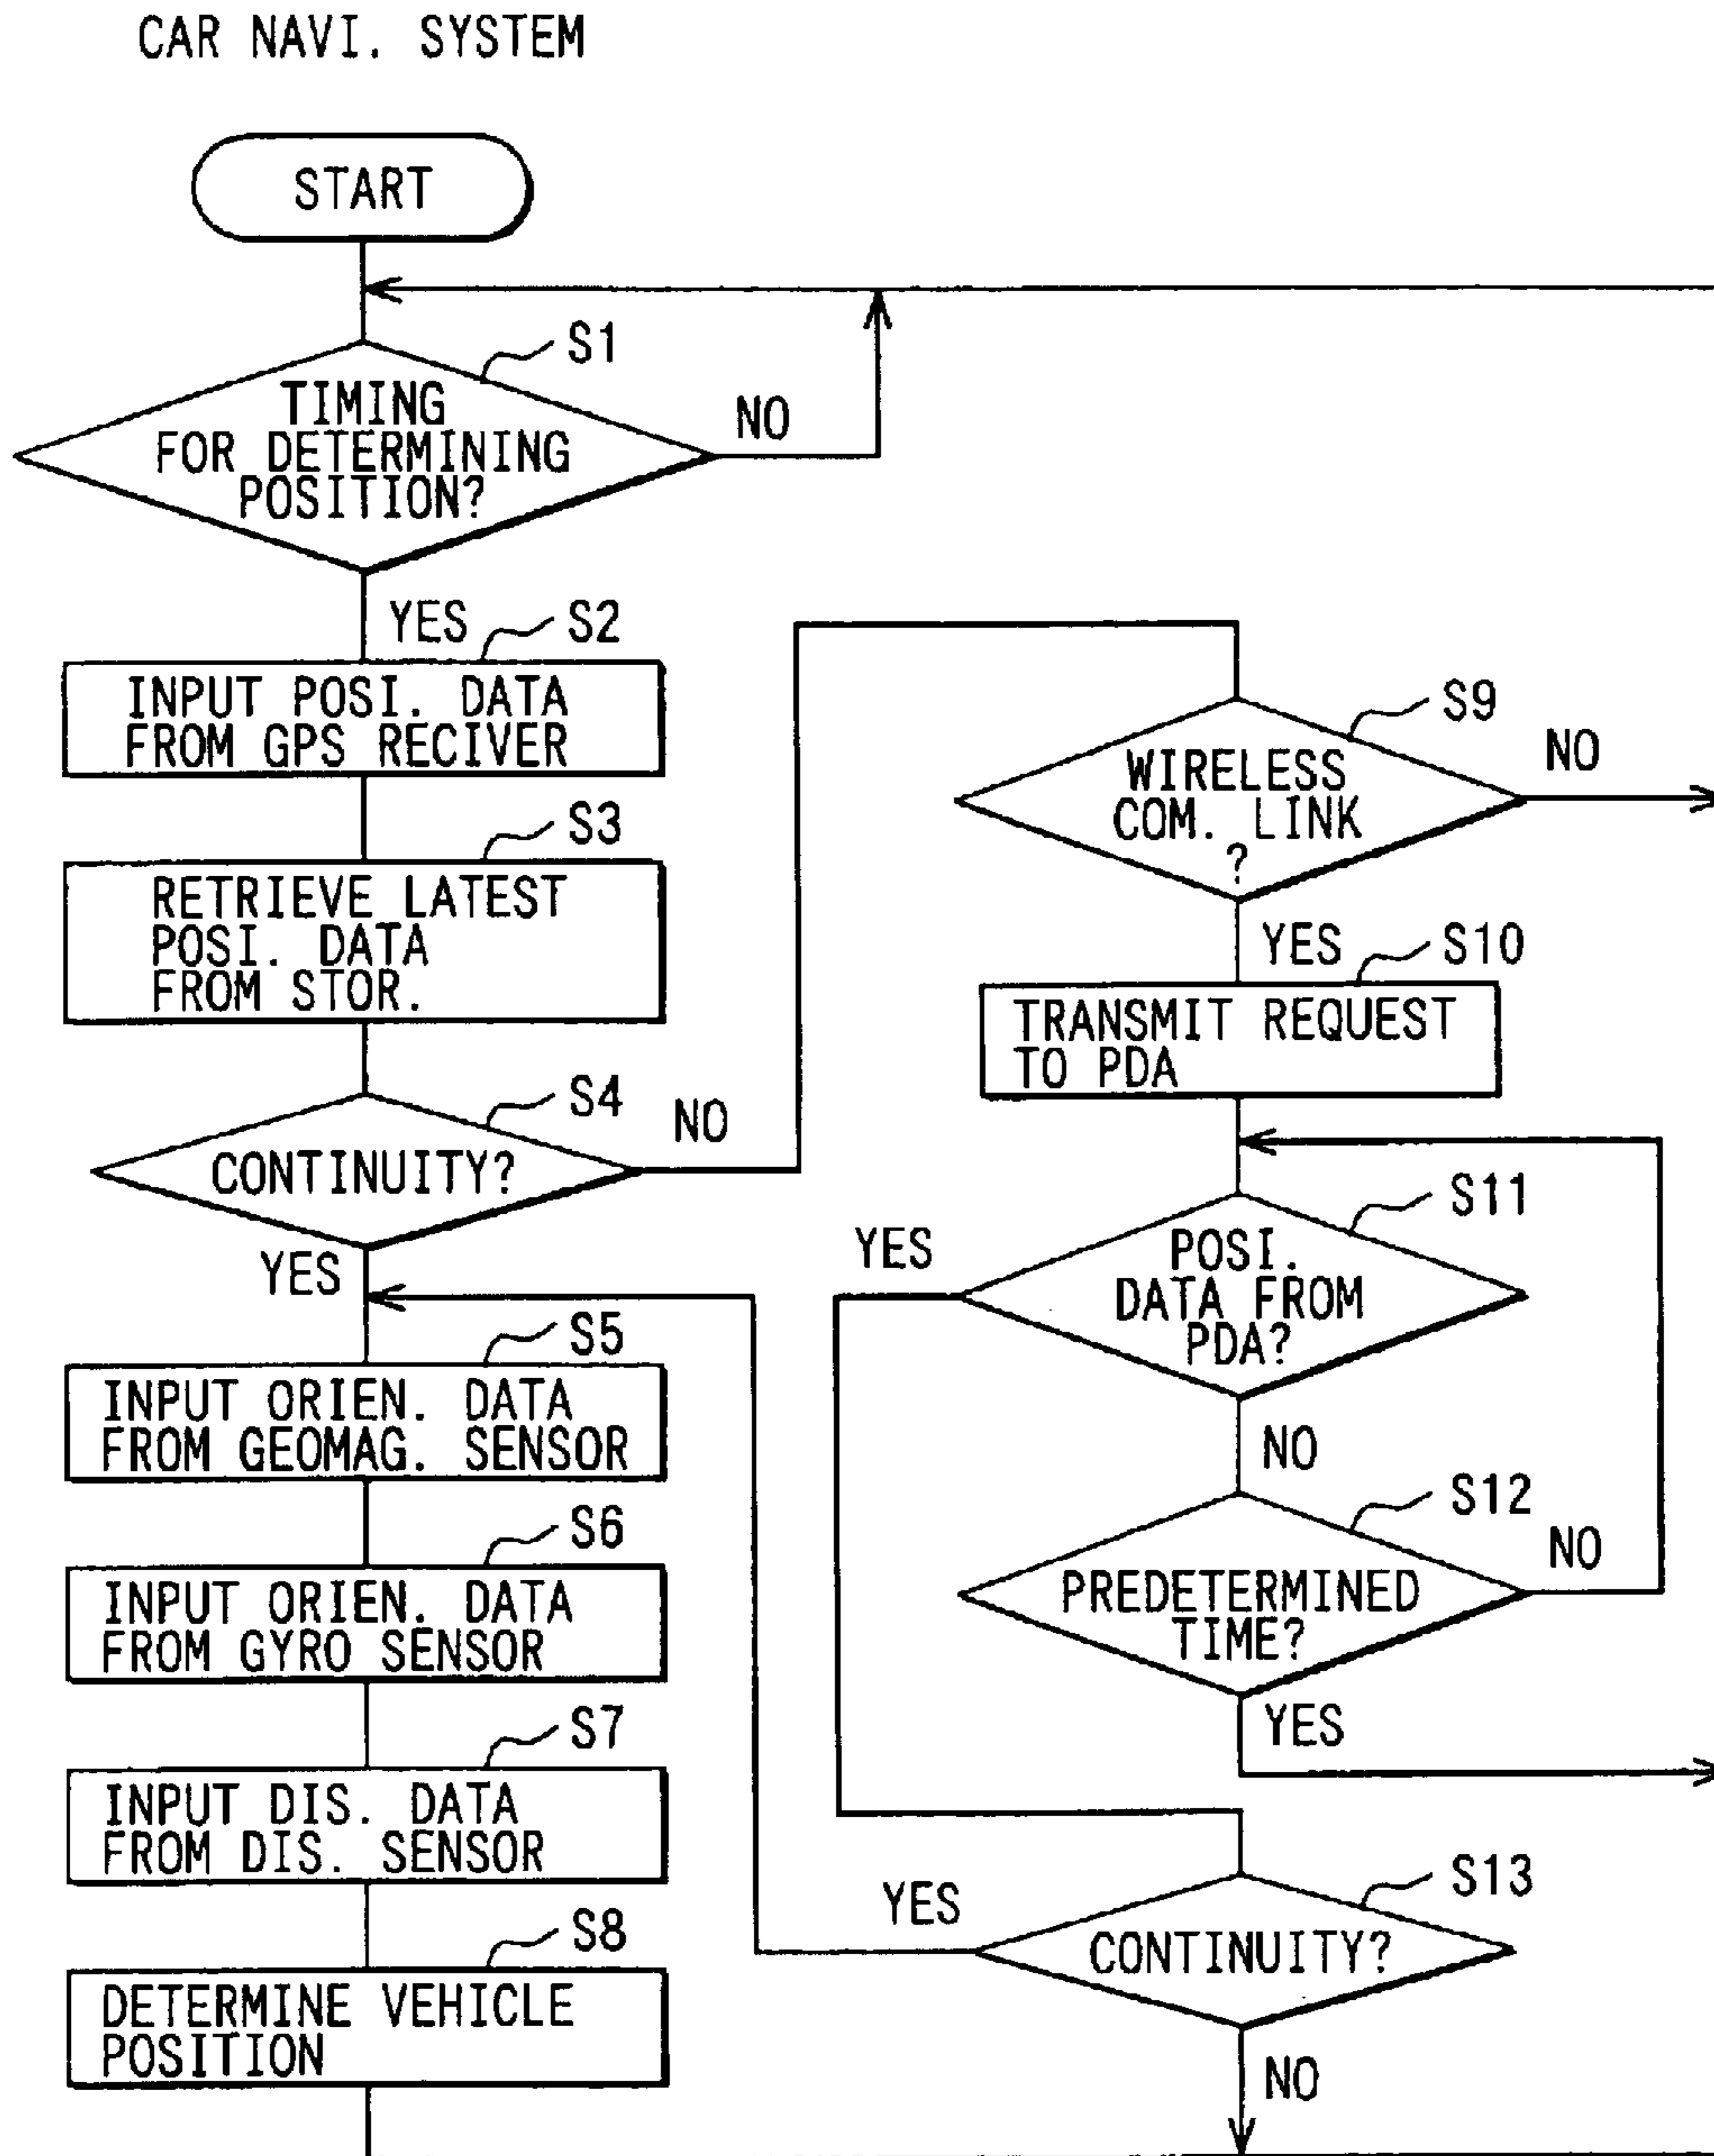 CAR NAVI. SYSTEM
START
S1
TIMING
FOR DETERMINING
POSITION?
NO
YES
S2
INPUT POSI. DATA
FROM GPS RECIVER
S3
RETRIEVE LATEST
POSI. DATA
FROM STOR.
S4
CONTINUITY?
NO
YES
S5
INPUT ORIEN. DATA
FROM GEOMAG. SENSOR
S6
INPUT ORIEN. DATA
FROM GYRO SENSOR
S7
INPUT DIS. DATA
FROM DIS. SENSOR
S8
DETERMINE VEHICLE
POSITION
S9
WIRELESS
COM. LINK
?
NO
YES
S10
TRANSMIT REQUEST
TO PDA
S11
POSI.
DATA FROM
PDA?
YES
NO
S12
PREDETERMINED
TIME?
NO
YES
S13
CONTINUITY?
YES
NO